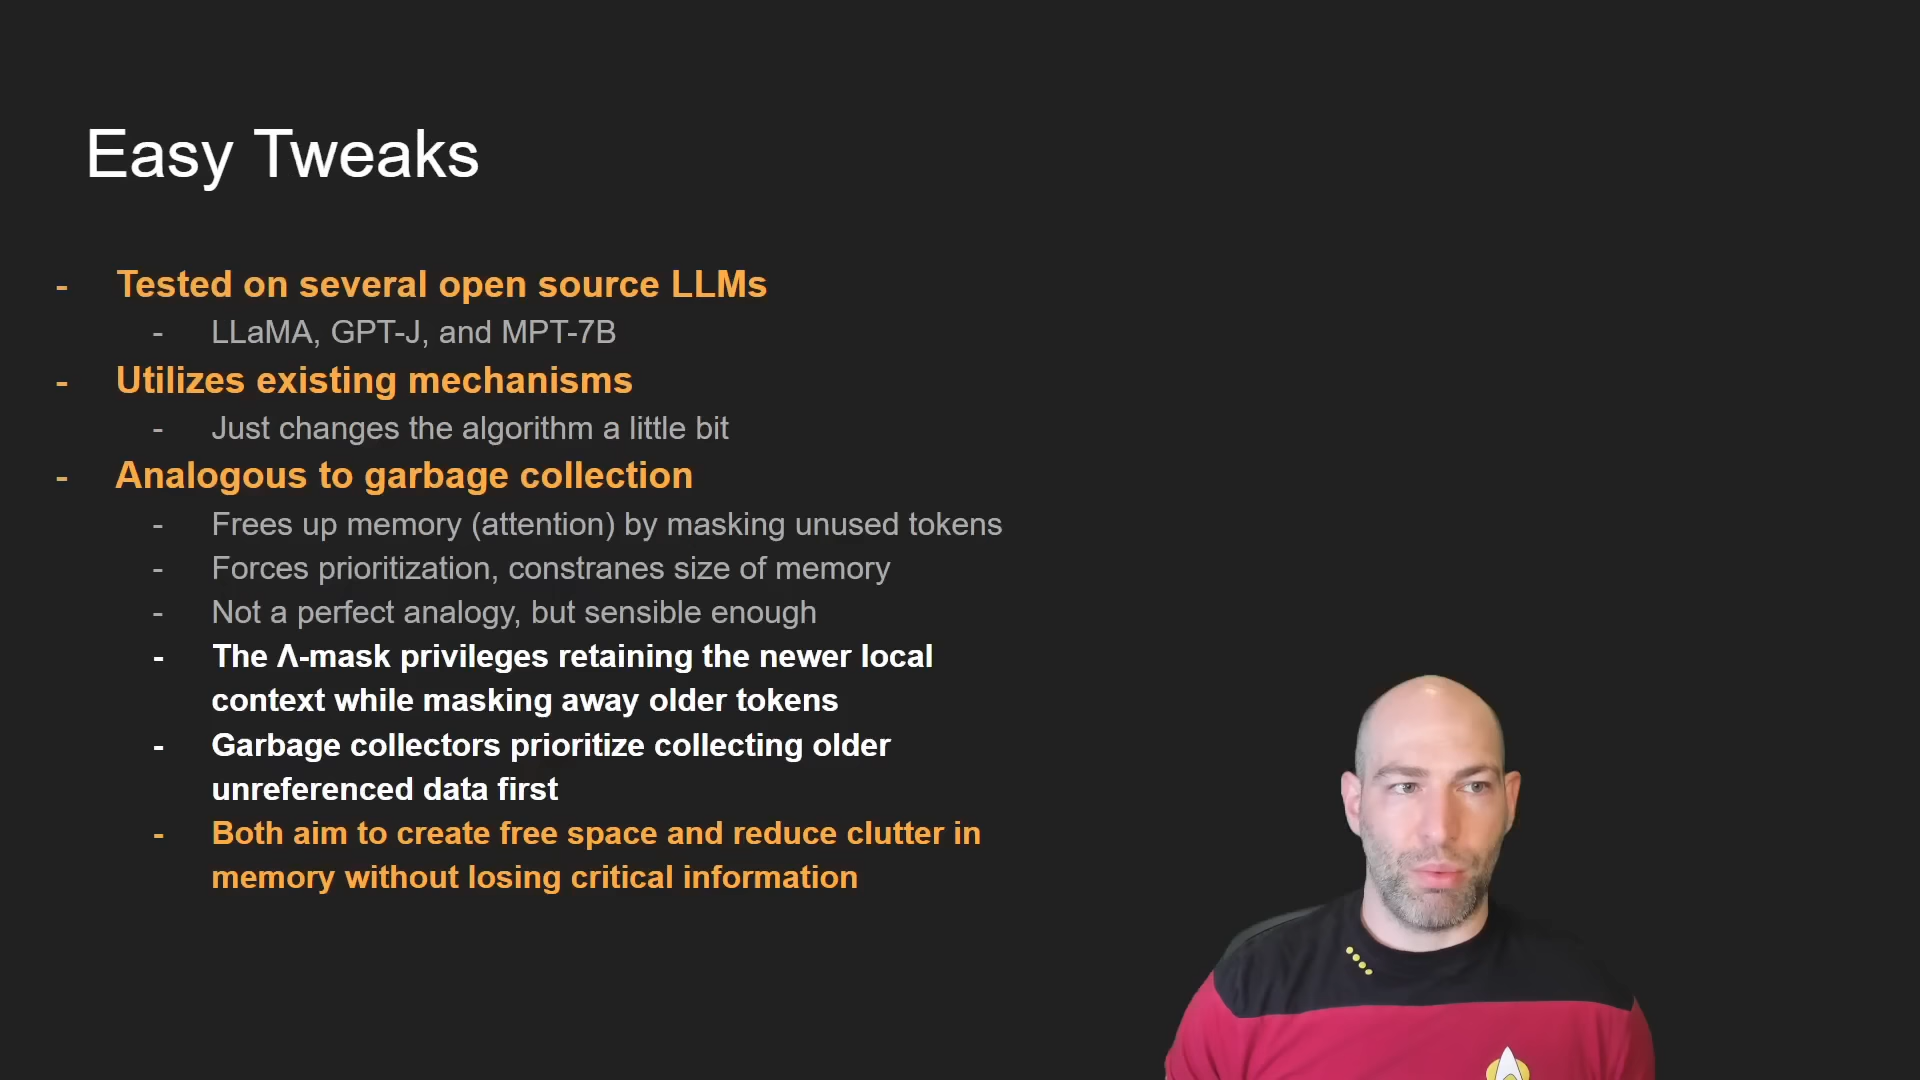 Easy Tweaks
- Tested on several open source LLMs
- LLaMA, GPT-J, and MPT-7B
- Utilizes existing mechanisms
- Just changes the algorithm a little bit
- Analogous to garbage collection
- Frees up memory (attention) by masking unused tokens
- Forces prioritization, constranes size of memory
- Not a perfect analogy, but sensible enough
- The Λ-mask privileges retaining the newer local
context while masking away older tokens
- Garbage collectors prioritize collecting older
unreferenced data first
- Both aim to create free space and reduce clutter in
memory without losing critical information